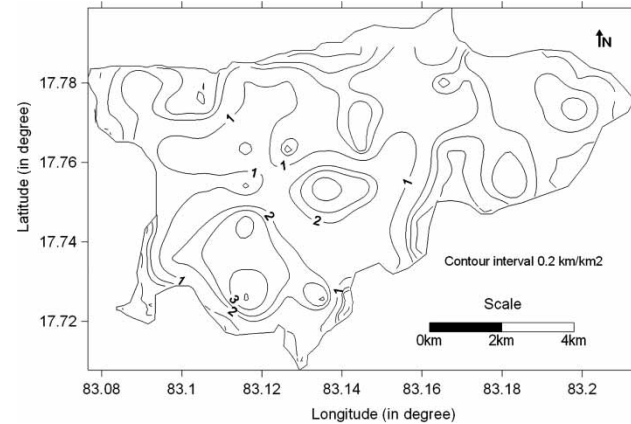 N
17.78
17.76
17.74
17.72
Latitude (in degree)
1
1
1
1
1
2
2
3
2
1
1
Contour interval 0.2 km/km2
Scale
0km 2km 4km
83.08 83.1 83.12 83.14 83.16 83.18 83.2
Longitude (in degree)